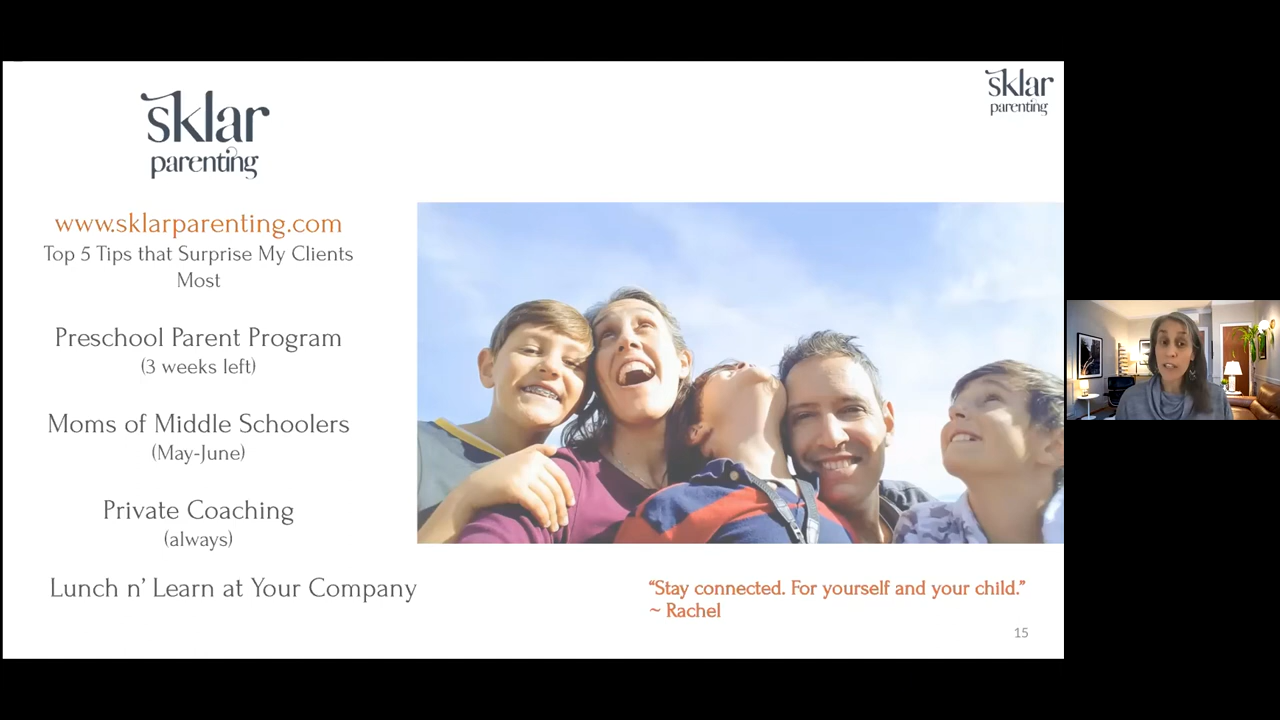 sklar
parenting
sklar
parenting
www.sklarparenting.com
Top 5 Tips that Surprise My Clients
Most
Preschool Parent Program
(3 weeks left)
Moms of Middle Schoolers
(May-June)
Private Coaching
(always)
Lunch n’ Learn at Your Company
“Stay connected. For yourself and your child.”
~ Rachel
15